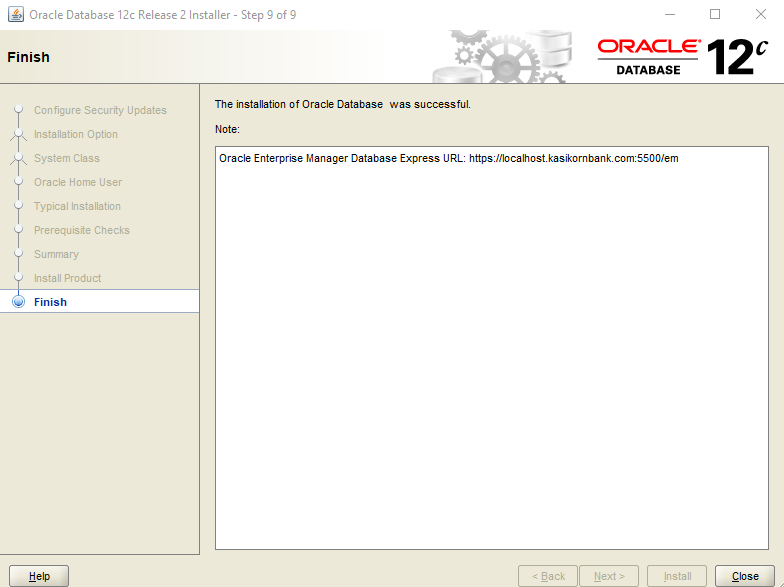 Oracle Database 12c Release 2 Installer - Step 9 of 9
Finish
ORACLE®
DATABASE
12c
Configure Security Updates
Installation Option
System Class
Oracle Home User
Typical Installation
Prerequisite Checks
Summary
Install Product
Finish
The installation of Oracle Database was successful.
Note:
Oracle Enterprise Manager Database Express URL: https://localhost.kasikornbank.com:5500/em
Help
< Back
Next >
Install
Close